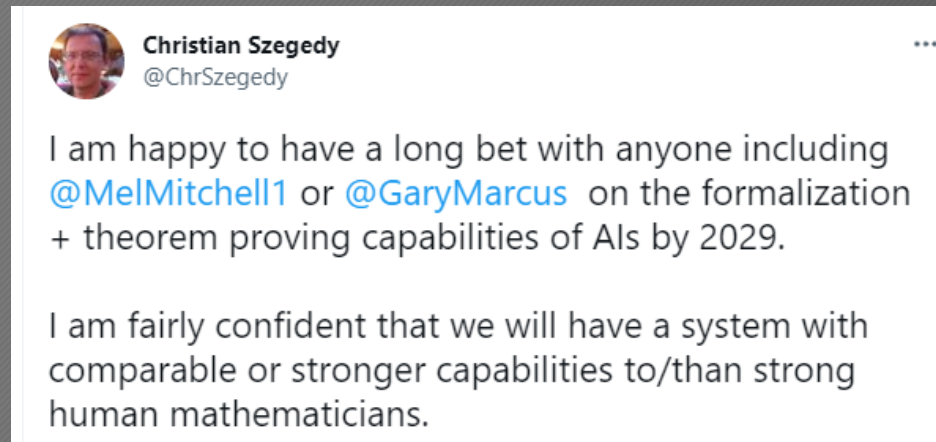 Christian Szegedy
@ChrSzegedy
I am happy to have a long bet with anyone including
@MelMitchell1 or @GaryMarcus on the formalization
+ theorem proving capabilities of AIs by 2029.
I am fairly confident that we will have a system with
comparable or stronger capabilities to/than strong
human mathematicians.